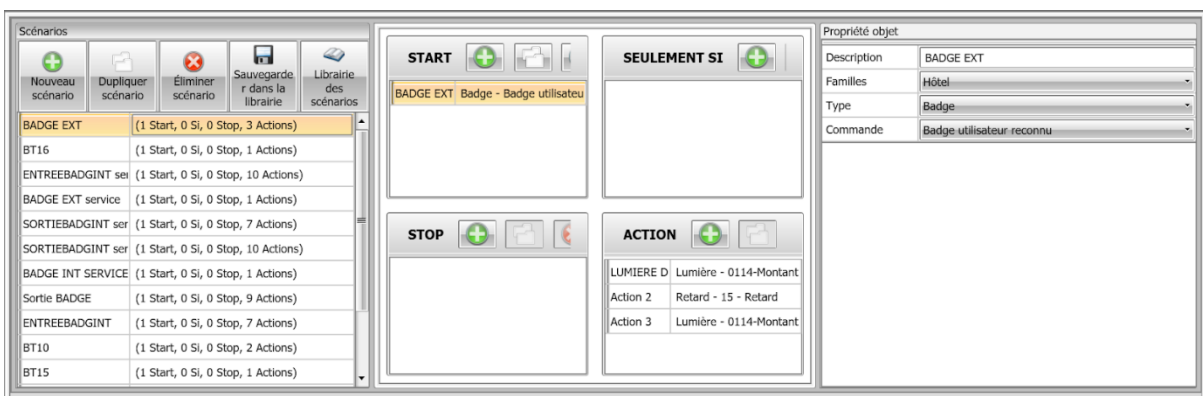 Scénarios
Nouveau scénario
Dupliquer scénario
Éliminer scénario
Sauvegarde r dans la librairie
Librairie des scénarios
BADGE EXT (1 Start, 0 Si, 0 Stop, 3 Actions)
BT16 (1 Start, 0 Si, 0 Stop, 1 Actions)
ENTREEBADGINT ser (1 Start, 0 Si, 0 Stop, 10 Actions)
BADGE EXT service (1 Start, 0 Si, 0 Stop, 1 Actions)
SORTIEBADGINT ser (1 Start, 0 Si, 0 Stop, 7 Actions)
SORTIEBADGINT ser (1 Start, 0 Si, 0 Stop, 10 Actions)
BADGE INT SERVICE (1 Start, 0 Si, 0 Stop, 1 Actions)
Sortie BADGE (1 Start, 0 Si, 0 Stop, 9 Actions)
ENTREEBADGINT (1 Start, 0 Si, 0 Stop, 7 Actions)
BT10 (1 Start, 0 Si, 0 Stop, 2 Actions)
BT15 (1 Start, 0 Si, 0 Stop, 1 Actions)
START
BADGE EXT Badge - Badge utilisateu
SEULEMENT SI
STOP
ACTION
LUMIERE D Lumière - 0114-Montant
Action 2 Retard - 15 - Retard
Action 3 Lumière - 0114-Montant
Propriété objet
Description BADGE EXT
Familles Hôtel
Type Badge
Commande Badge utilisateur reconnu